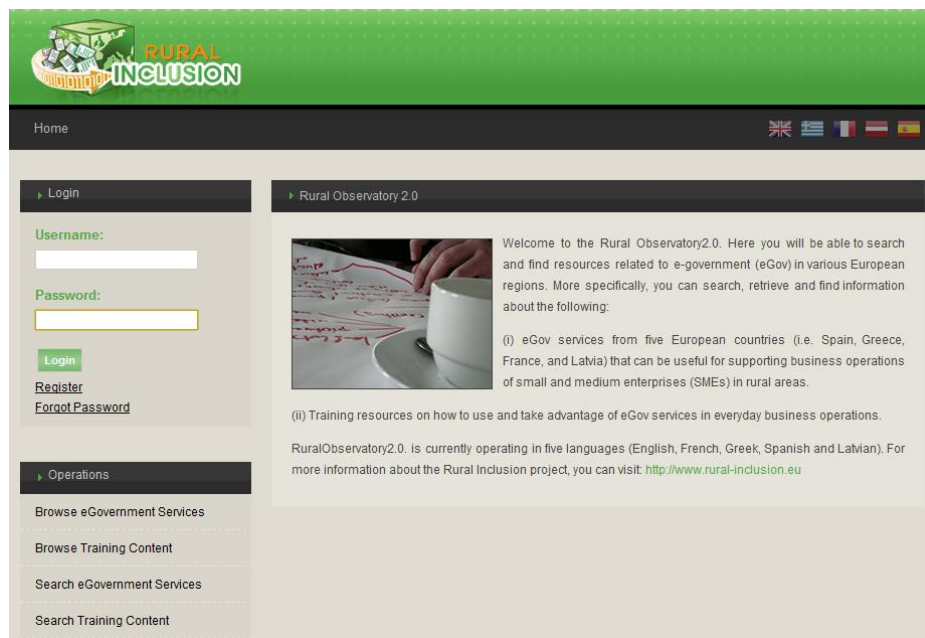 RURAL
INCLUSION
Home
Login
Username:
Password:
Login
Register
Forgot Password
Operations
Browse eGovernment Services
Browse Training Content
Search eGovernment Services
Search Training Content
Rural Observatory 2.0
Welcome to the Rural Observatory2.0. Here you will be able to search
and find resources related to e-government (eGov) in various European
regions. More specifically, you can search, retrieve and find information
about the following:
(i) eGov services from five European countries (i.e. Spain, Greece,
France, and Latvia) that can be useful for supporting business operations
of small and medium enterprises (SMEs) in rural areas.
(ii) Training resources on how to use and take advantage of eGov services in everyday business operations.
RuralObservatory2.0. is currently operating in five languages (English, French, Greek, Spanish and Latvian). For
more information about the Rural Inclusion project, you can visit: http://www.rural-inclusion.eu